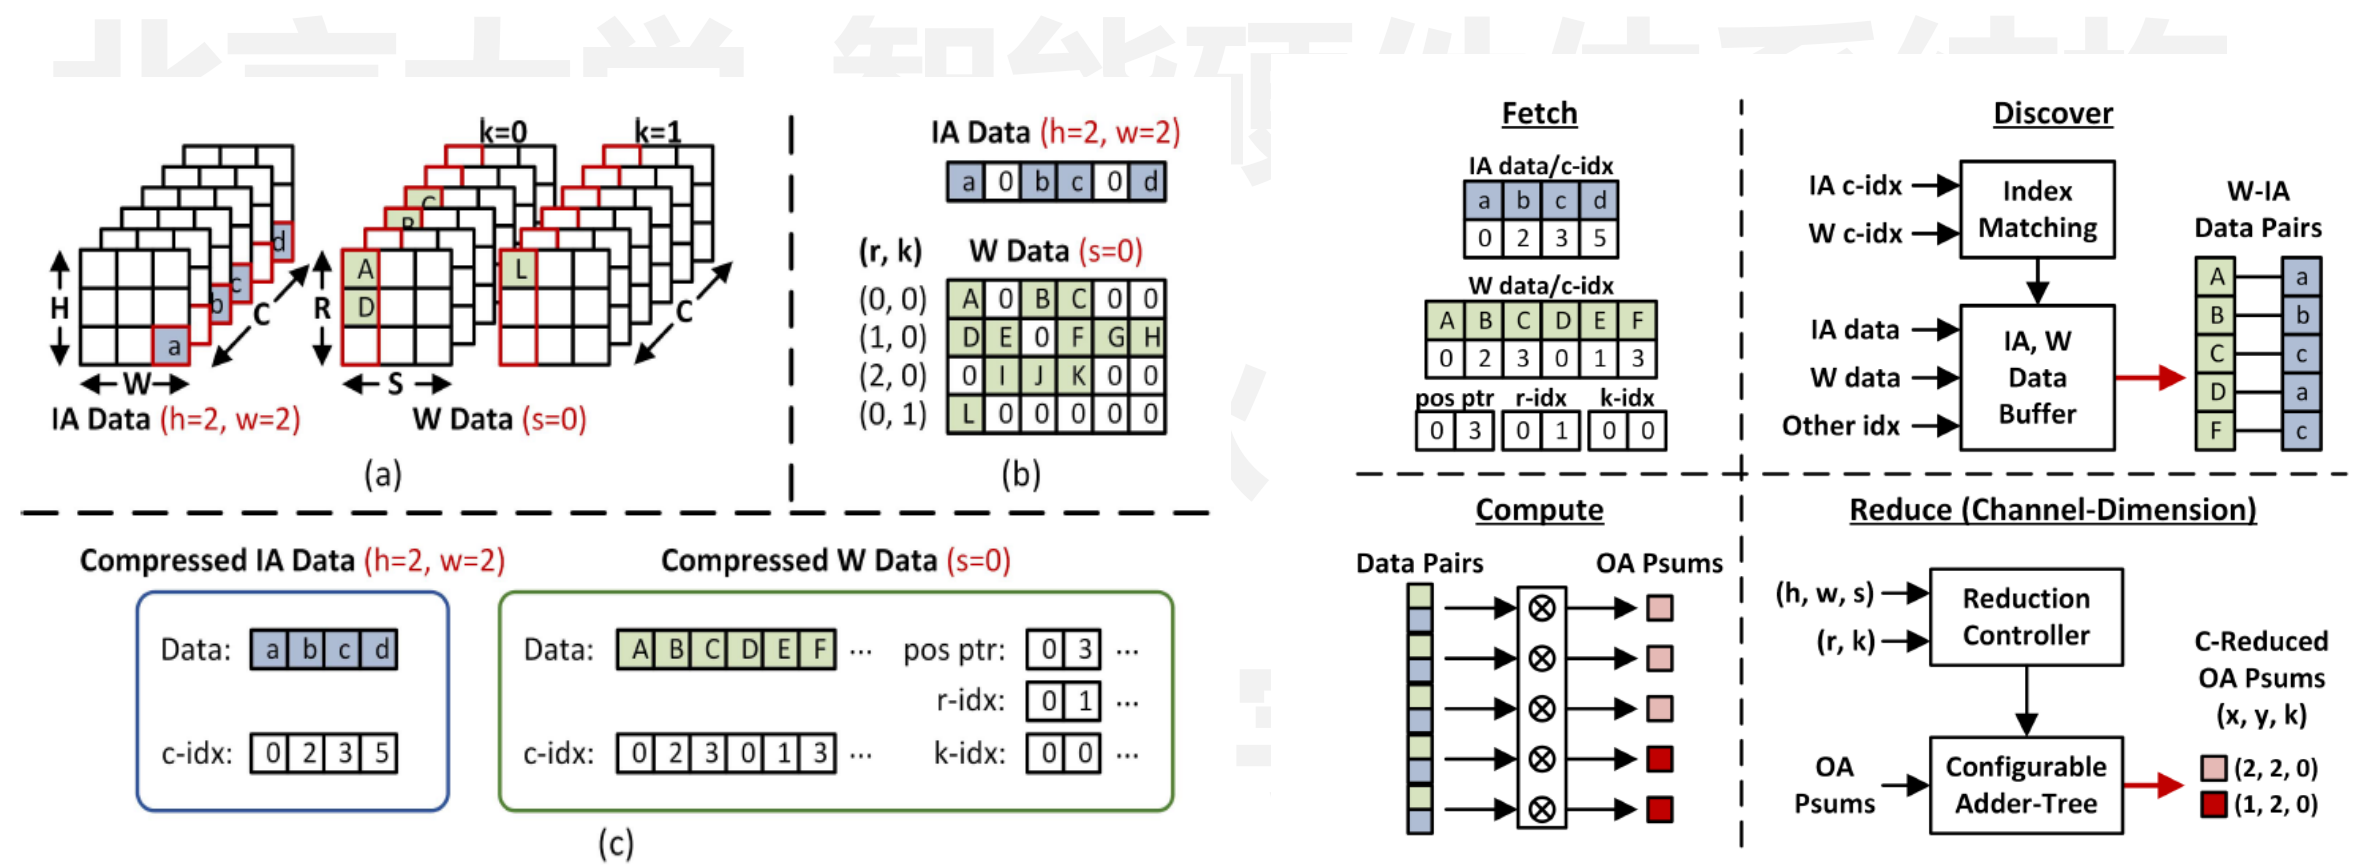 k=0 k=1
C
B
A
D
L
d
c
b
a
H
C
R
C
W
S
IA Data (h=2, w=2)
W Data (s=0)
(a)
IA Data (h=2, w=2)
a 0 b c 0 d
(r, k) W Data (s=0)
(0, 0) A 0 B C 0 0
(1, 0) D E 0 F G H
(2, 0) 0 I J K 0 0
(0, 1) L 0 0 0 0 0
(b)
Compressed IA Data (h=2, w=2)
Data: a b c d
c-idx: 0 2 3 5
Compressed W Data (s=0)
Data: A B C D E F ... pos ptr: 0 3 ...
r-idx: 0 1 ...
c-idx: 0 2 3 0 1 3 ... k-idx: 0 0 ...
(c)
Fetch
IA data/c-idx
a b c d
0 2 3 5
W data/c-idx
A B C D E F
0 2 3 0 1 3
pos ptr r-idx k-idx
0 3 0 1 0 0
Discover
IA c-idx
W c-idx
Index
Matching
IA data
W data
Other idx
IA, W
Data
Buffer
W-IA
Data Pairs
A a
B b
C c
D a
F c
Compute
Data Pairs OA Psums
Reduce (Channel-Dimension)
(h, w, s)
(r, k)
Reduction
Controller
OA
Psums
Configurable
Adder-Tree
C-Reduced
OA Psums
(x, y, k)
(2, 2, 0)
(1, 2, 0)